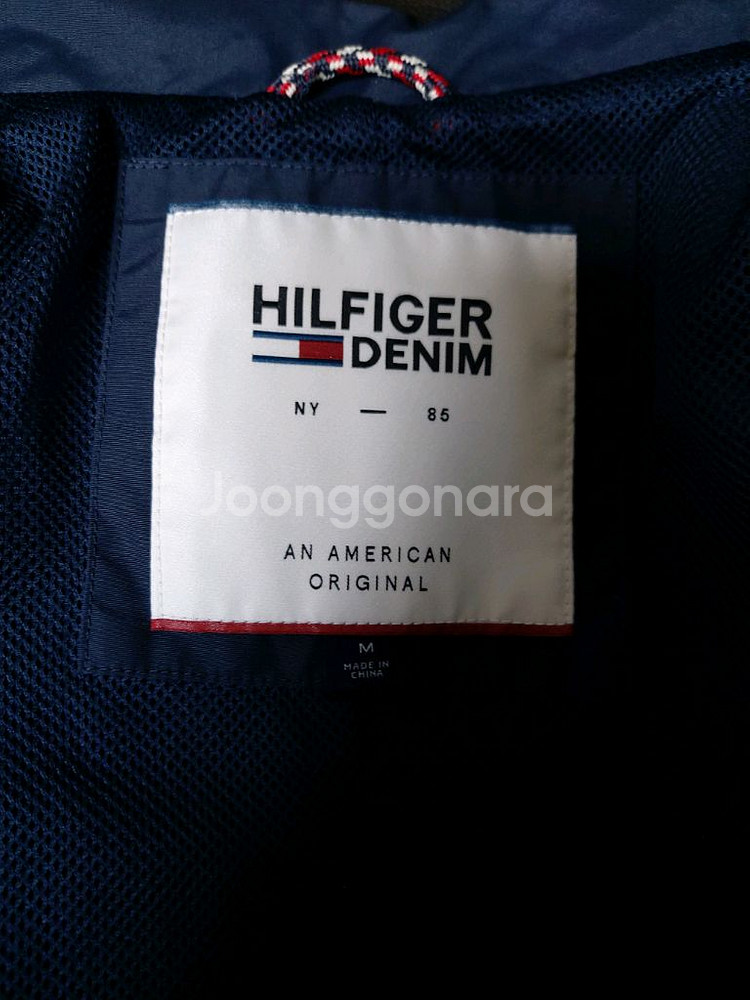 HILFIGER
DENIM
NY — 85
Joonggonara
AN AMERICAN
ORIGINAL
M
MADE IN
CHINA